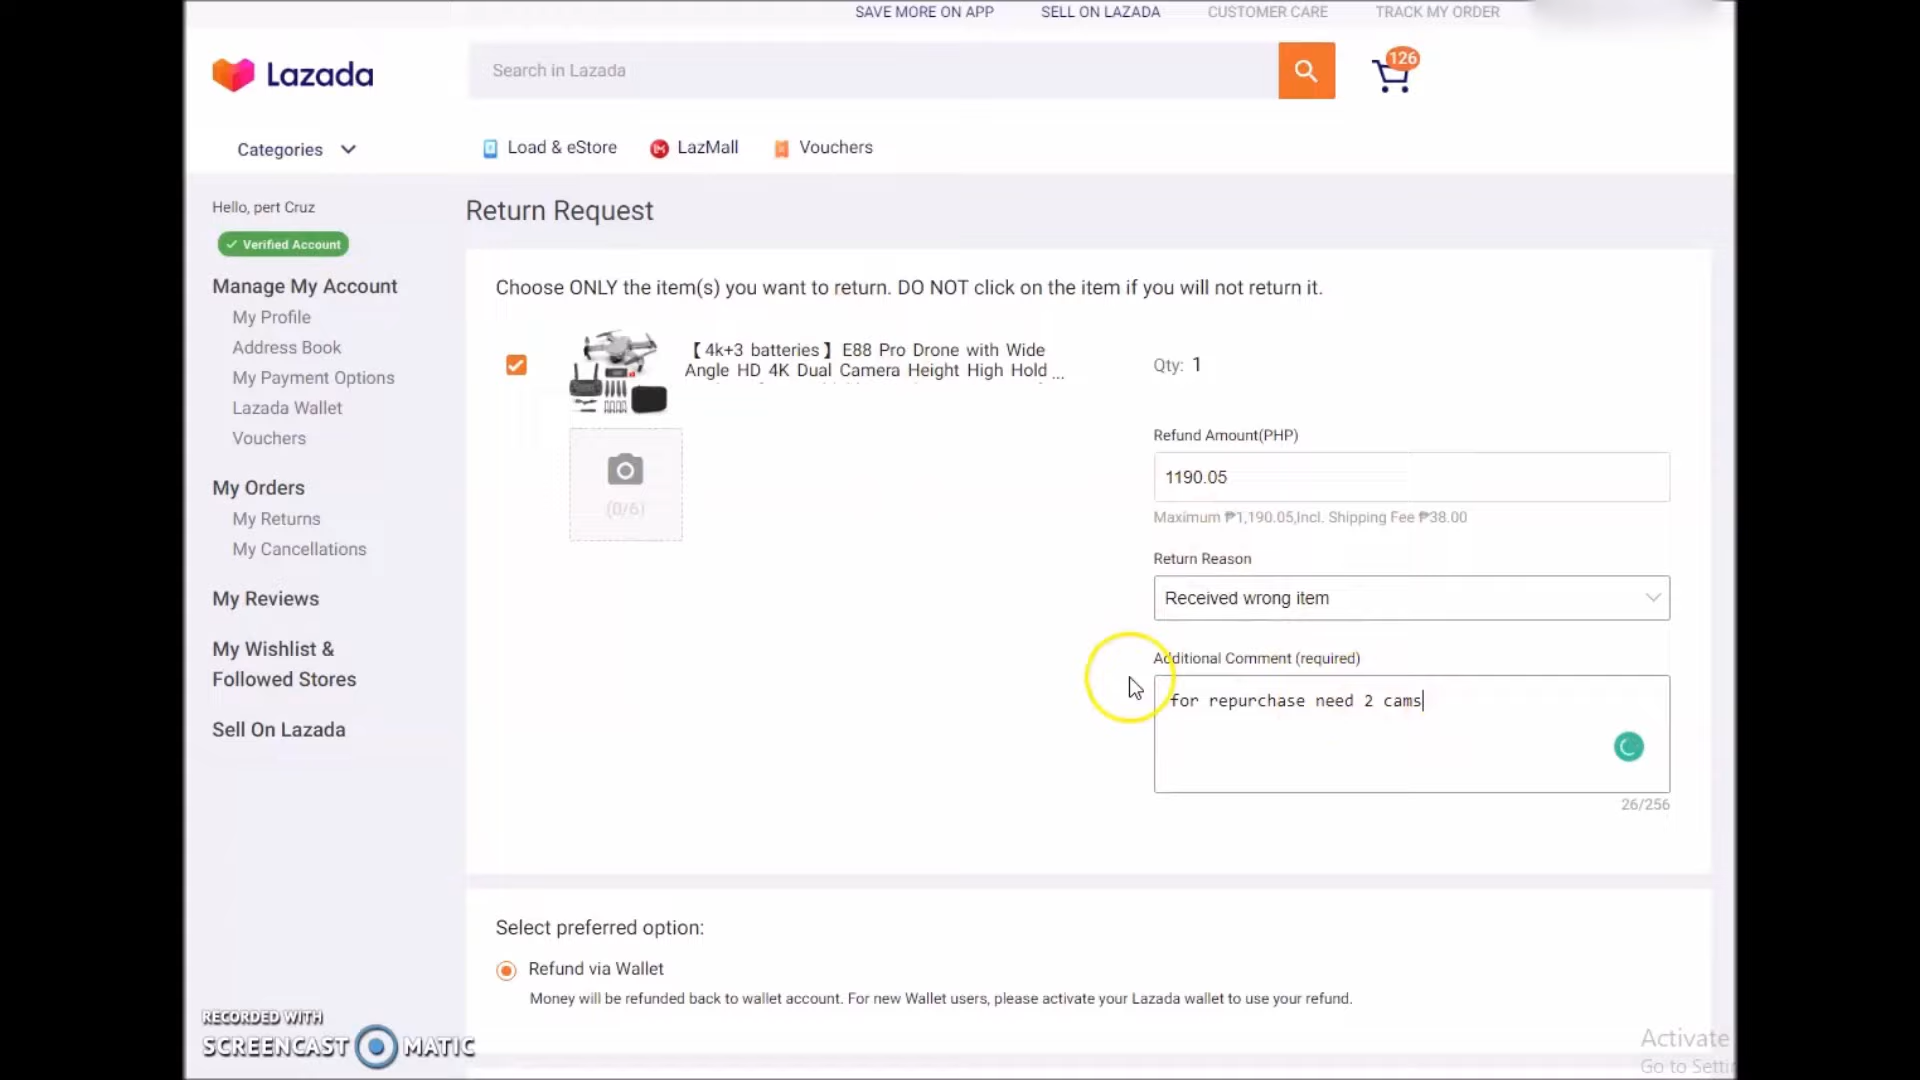 SAVE MORE ON APP SELL ON LAZADA CUSTOMER CARE TRACK MY ORDER
Lazada
Search in Lazada
126
Categories
Load & eStore LazMall Vouchers
Hello, pert Cruz
Verified Account
Manage My Account
My Profile
Address Book
My Payment Options
Lazada Wallet
Vouchers
My Orders
My Returns
My Cancellations
My Reviews
My Wishlist &
Followed Stores
Sell On Lazada
Return Request
Choose ONLY the item(s) you want to return. DO NOT click on the item if you will not return it.
【4k+3 batteries】E88 Pro Drone with Wide
Angle HD 4K Dual Camera Height High Hold ...
Qty: 1
(0/6)
Refund Amount(PHP)
1190.05
Maximum ₱1,190.05,Incl. Shipping Fee ₱38.00
Return Reason
Received wrong item
Additional Comment (required)
for repurchase need 2 cams
26/256
Select preferred option:
Refund via Wallet
Money will be refunded back to wallet account. For new Wallet users, please activate your Lazada wallet to use your refund.
RECORDED WITH
SCREENCAST MATIC
Activate
Go to Setti